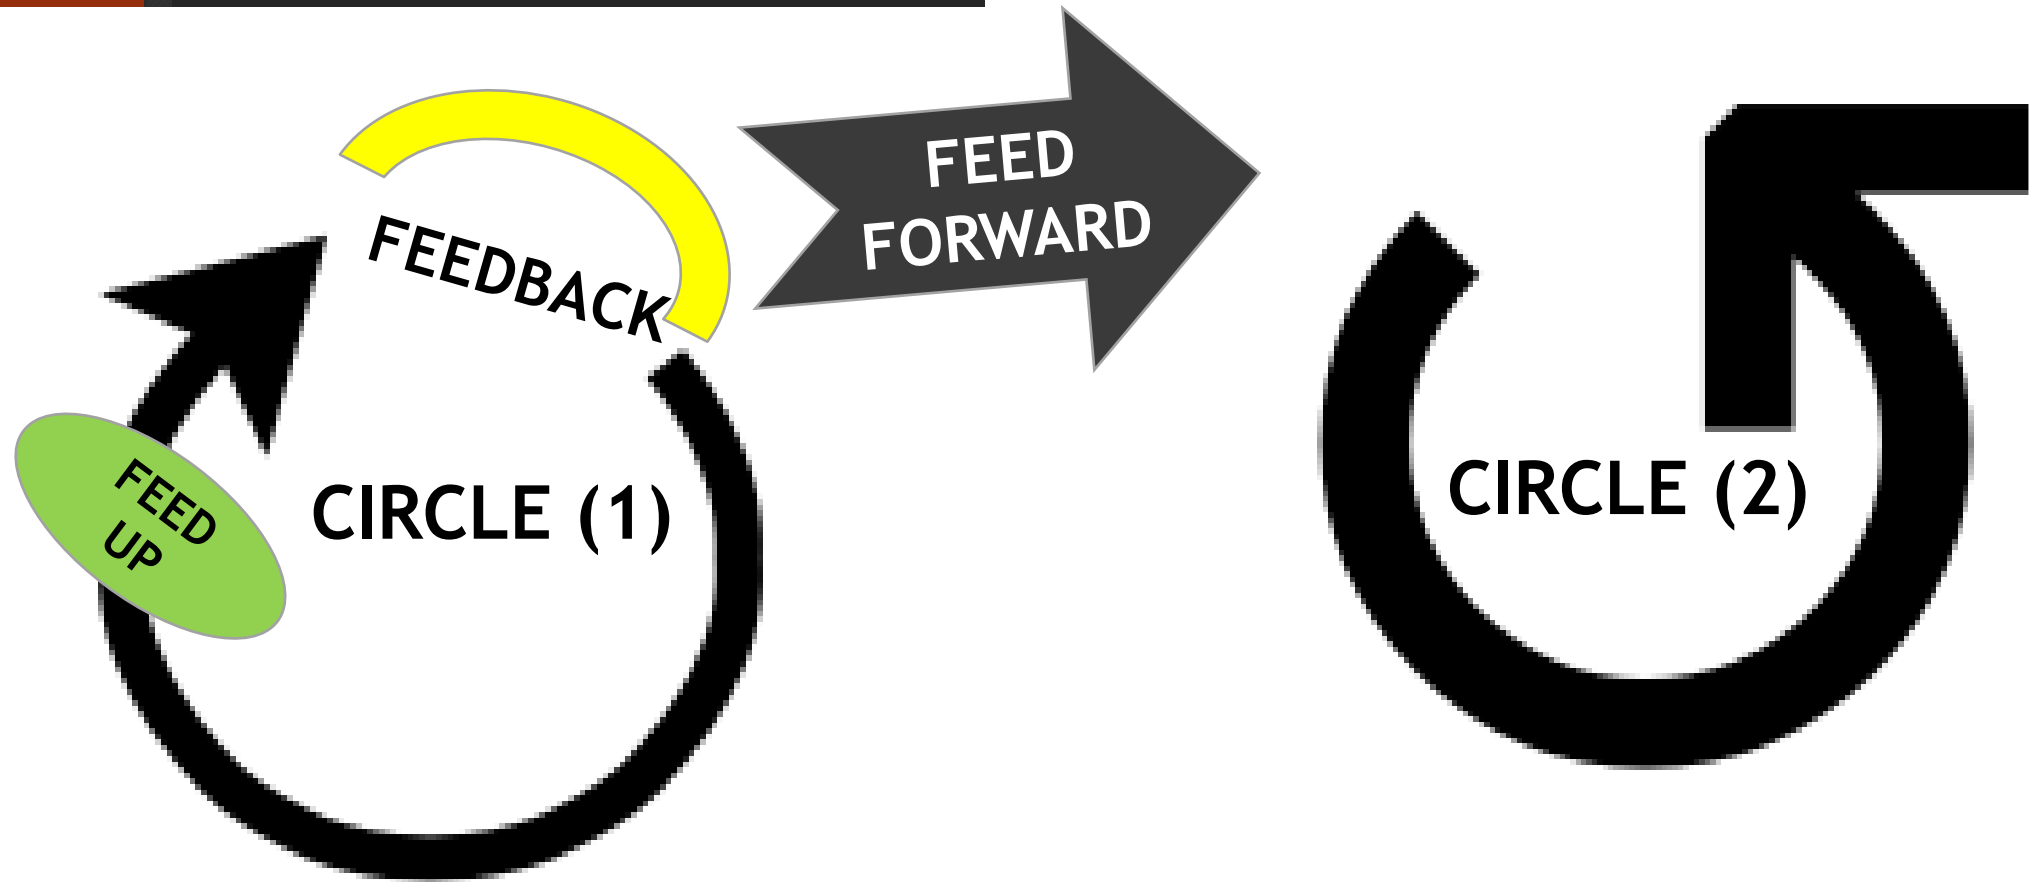 FEEDBACK
FEED
FORWARD
FEED
UP
CIRCLE (1)
CIRCLE (2)